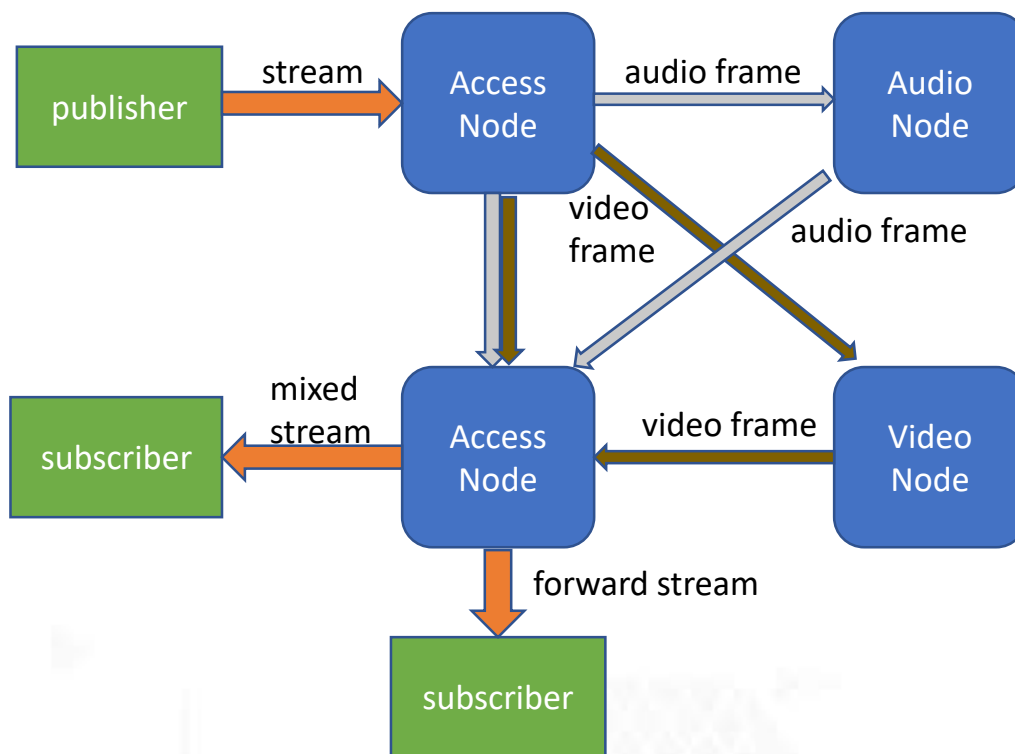 publisher
stream
Access
Node
audio frame
Audio
Node
video
frame
audio frame
subscriber
mixed
stream
Access
Node
video frame
Video
Node
forward stream
subscriber